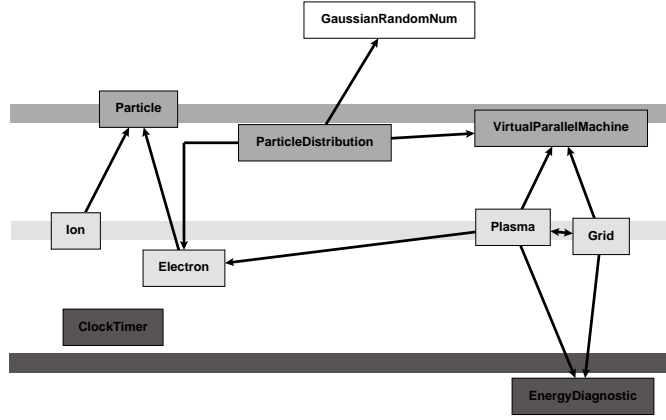 GaussianRandomNum
Particle
ParticleDistribution
VirtualParallelMachine
Ion
Electron
Plasma
Grid
ClockTimer
EnergyDiagnostic